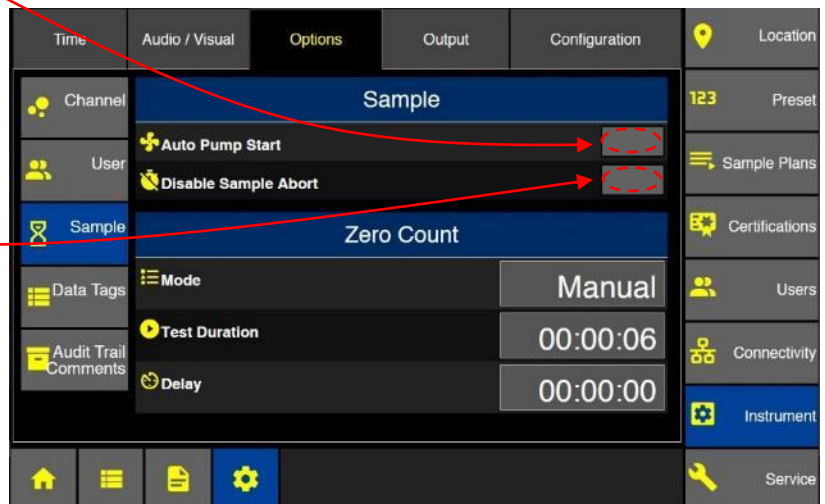 Time
Audio / Visual
Options
Output
Configuration
Location
Channel
Sample
123
Preset
Auto Pump Start
User
Sample Plans
Disable Sample Abort
Sample
Zero Count
Certifications
Data Tags
Mode
Manual
Users
Audit Trail
Comments
Test Duration
00:00:06
Connectivity
Delay
00:00:00
Instrument
Service